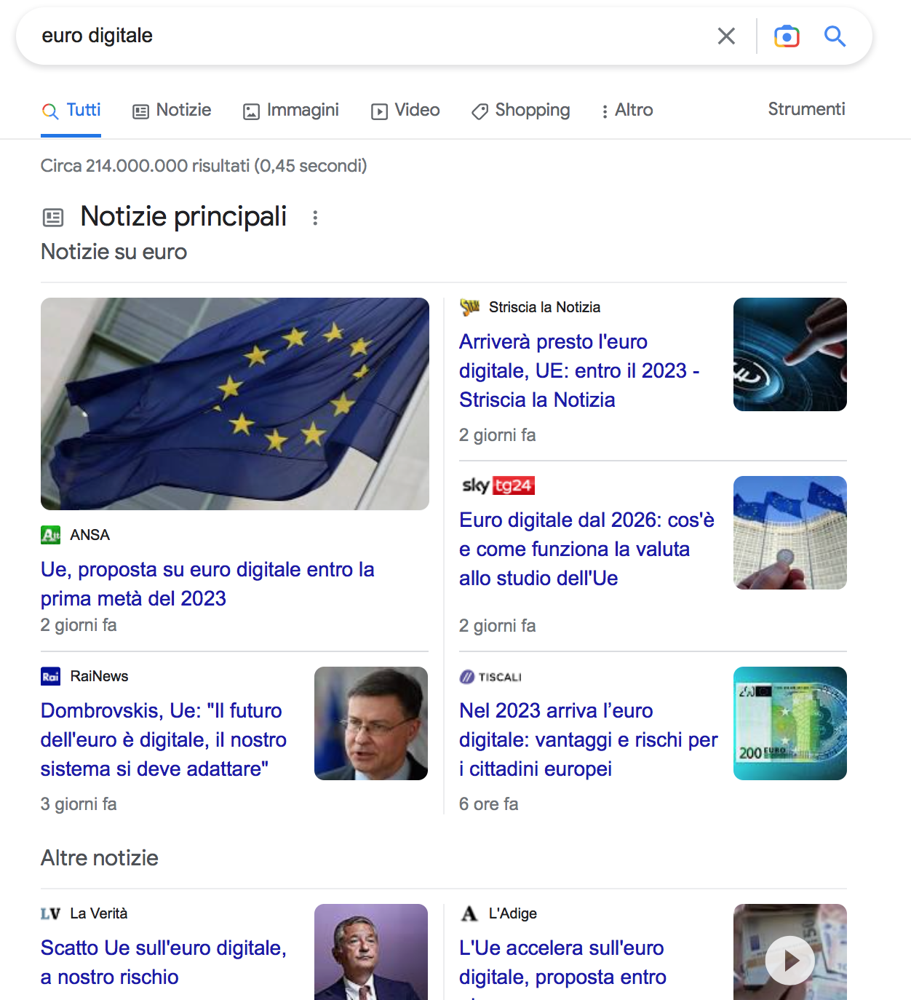 euro digitale
Tutti
Notizie
Immagini
Video
Shopping
Altro
Strumenti
Circa 214.000.000 risultati (0,45 secondi)
Notizie principali
Notizie su euro
ANSA
Ue, proposta su euro digitale entro la
prima metà del 2023
2 giorni fa
Striscia la Notizia
Arriverà presto l'euro
digitale, UE: entro il 2023 -
Striscia la Notizia
2 giorni fa
sky tg24
Euro digitale dal 2026: cos'è
e come funziona la valuta
allo studio dell'Ue
2 giorni fa
Rai RaiNews
Dombrovskis, Ue: "Il futuro
dell'euro è digitale, il nostro
sistema si deve adattare"
3 giorni fa
TISCALI
Nel 2023 arriva l’euro
digitale: vantaggi e rischi per
i cittadini europei
6 ore fa
200 EURO
Altre notizie
LV La Verità
Scatto Ue sull'euro digitale,
a nostro rischio
A L'Adige
L'Ue accelera sull'euro
digitale, proposta entro